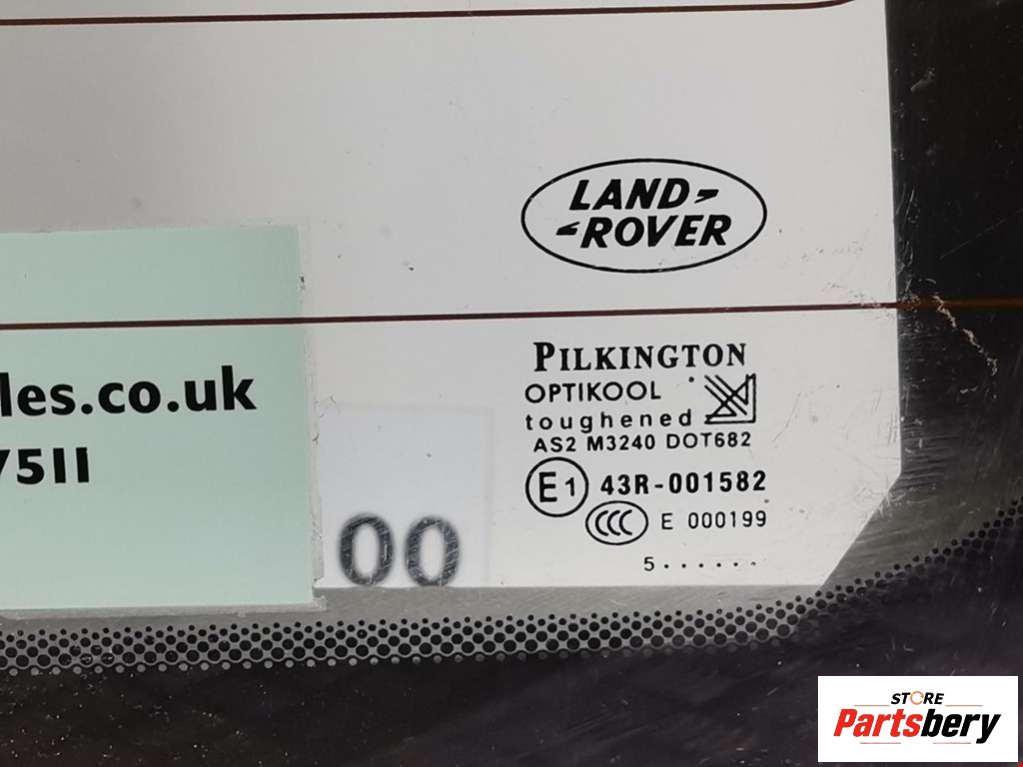 LAND
ROVER
PILKINGTON
OPTIKOOL
toughened
AS2 M3240 DOT682
E1 43R-001582
CCC E 000199
5......
les.co.uk
7511
00
STORE
Partsbery